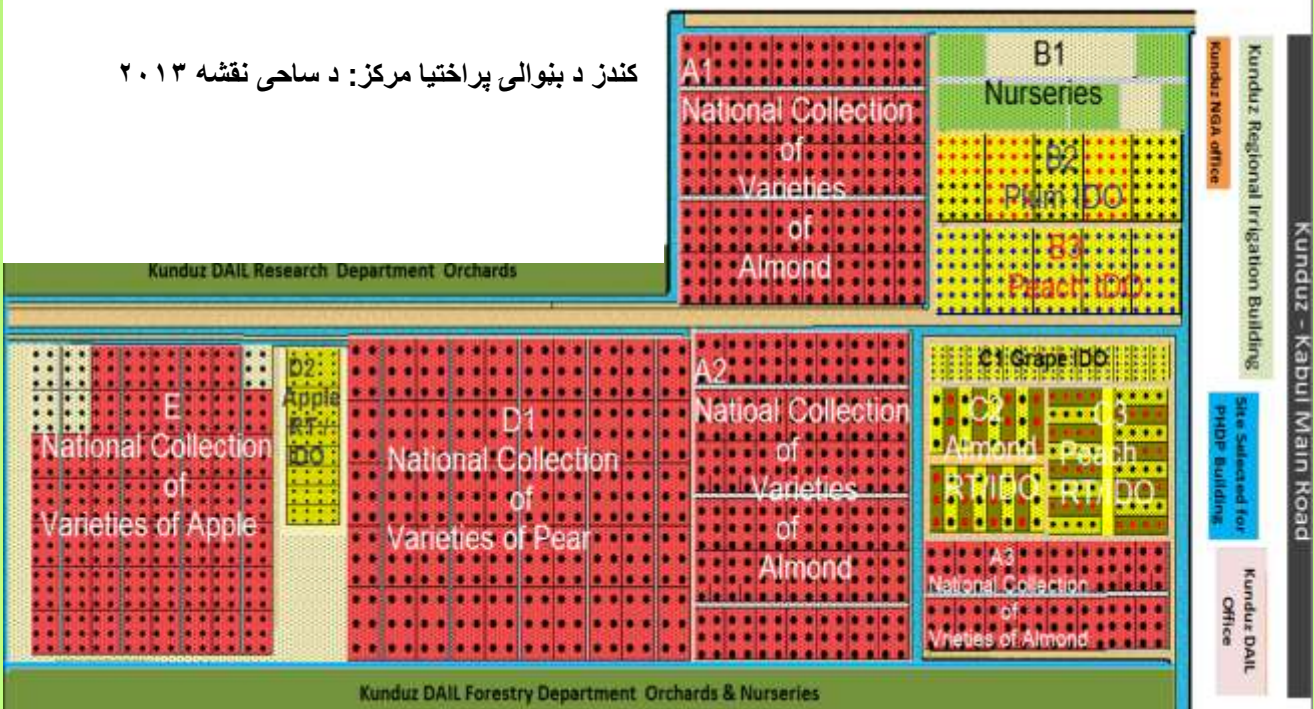 کندز د بڼوالۍ پراختیا مرکز: د ساحی نقشه ۲۰۱۳
A1
National Collection
of
Varieties
of
Almond
B1
Nurseries
B2
Plum IDO
B3
Peach IDO
Kunduz NGA office
Kunduz Regional Irrigation Building
Kunduz - Kabul Main Road
Kunduz DAIL Research Department Orchards
E
National Collection
of
Varieties of Apple
D2
Apple
RT
IDO
D1
National Collection
of
Varieties of Pear
A2
Natioal Collection
of
Varieties
of
Almond
C1 Grape IDO
C2
Almond
RT/IDO
C3
Peach
RT/IDO
A3
National Collection
of
Vrieties of Almond
Site Selected for
PHDP Building
Kunduz DAIL
Office
Kunduz DAIL Forestry Department Orchards & Nurseries